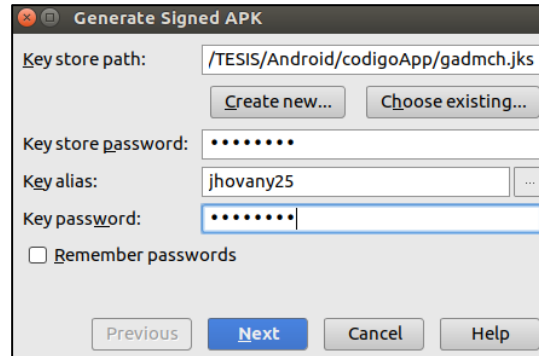 Generate Signed APK
Key store path: /TESIS/Android/codigoApp/gadmch.jks
Create new... Choose existing...
Key store password: ••••••••
Key alias: jhovany25 ...
Key password: ••••••••
Remember passwords
Previous Next Cancel Help